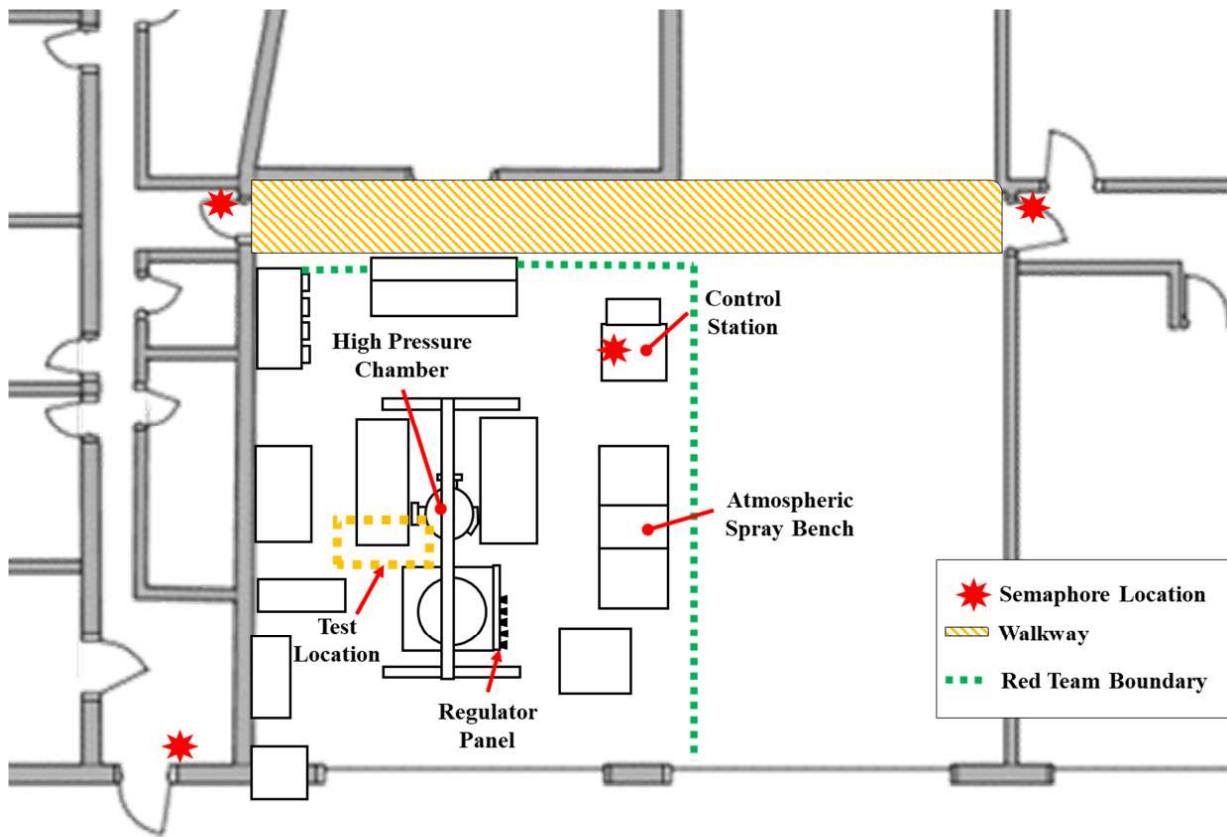 Control
Station
High Pressure
Chamber
Atmospheric
Spray Bench
Test
Location
Regulator
Panel
Semaphore Location
Walkway
Red Team Boundary